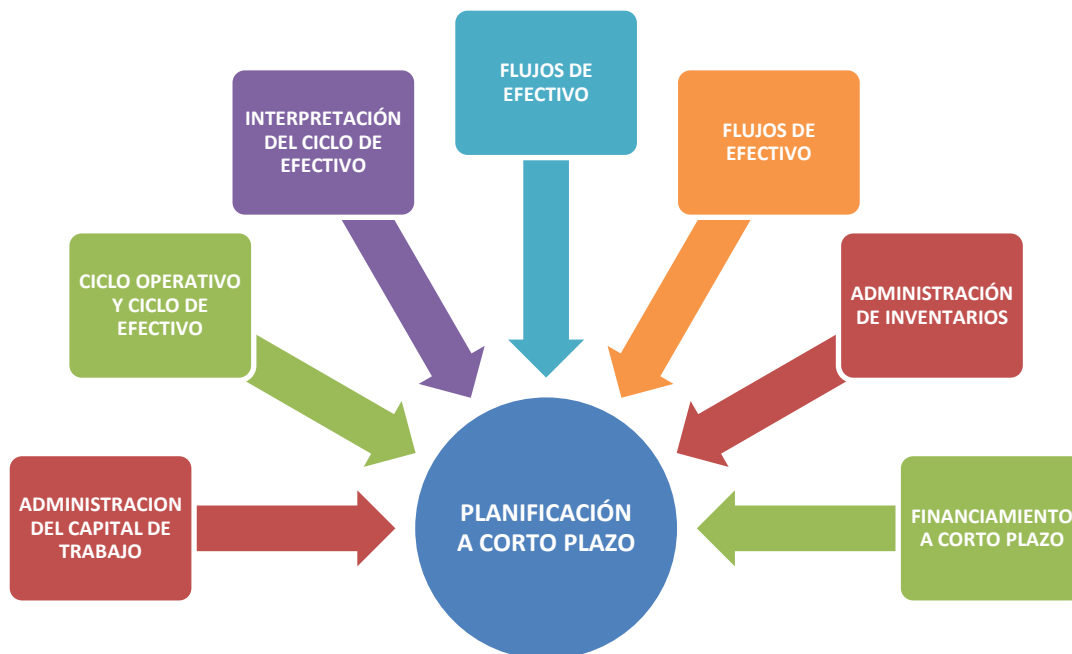 FLUJOS DE
EFECTIVO
INTERPRETACIÓN
DEL CICLO DE
EFECTIVO
FLUJOS DE
EFECTIVO
CICLO OPERATIVO
Y CICLO DE
EFECTIVO
ADMINISTRACIÓN
DE INVENTARIOS
ADMINISTRACION
DEL CAPITAL DE
TRABAJO
PLANIFICACIÓN
A CORTO PLAZO
FINANCIAMIENTO
A CORTO PLAZO